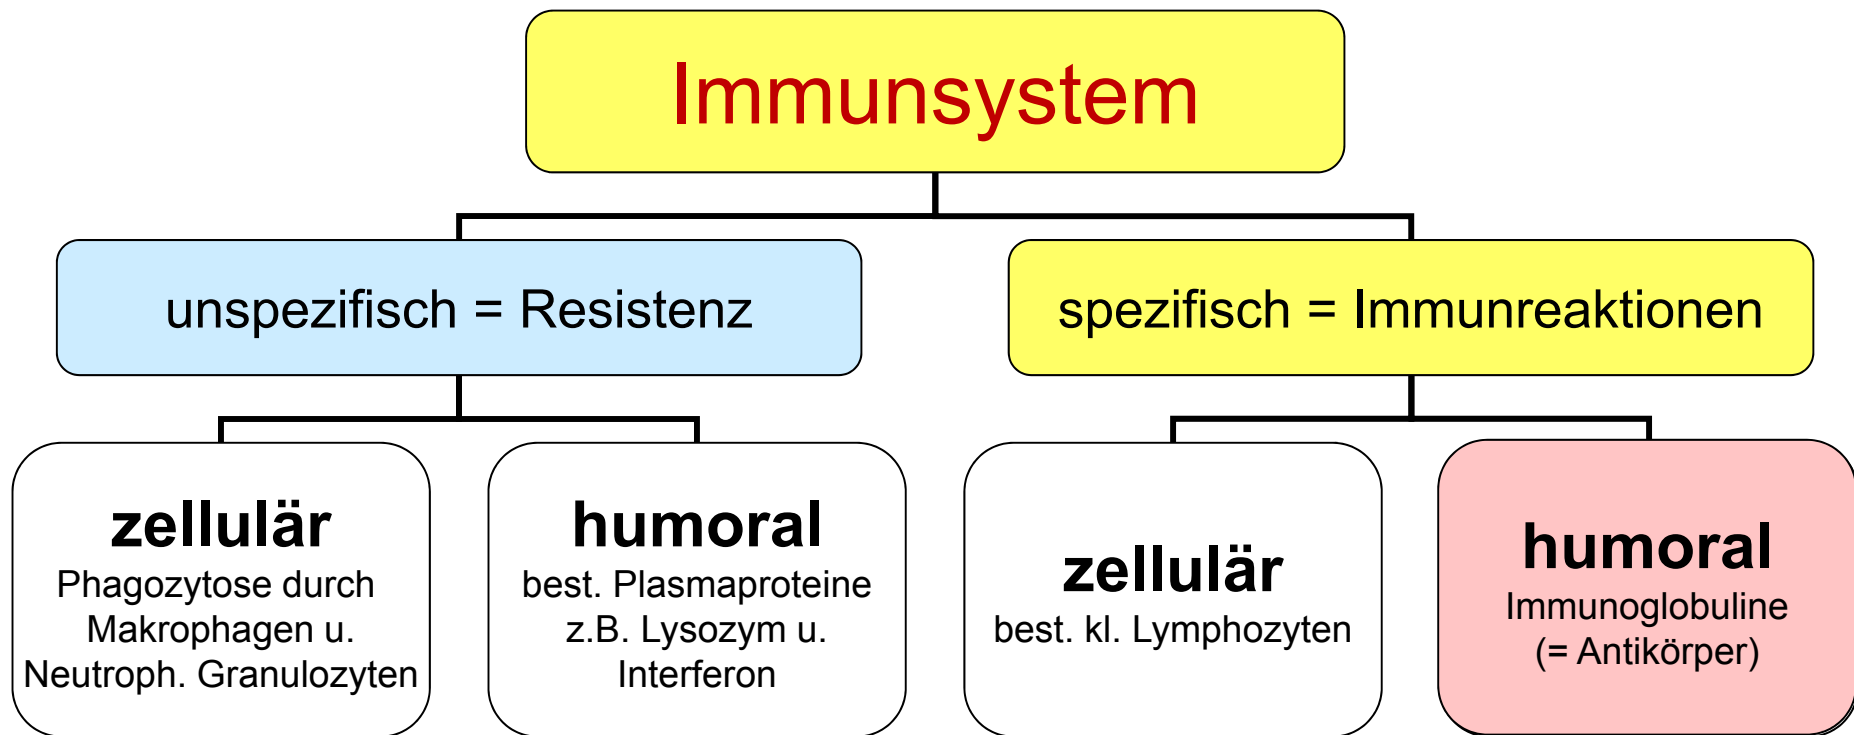 Immunsystem
unspezifisch = Resistenz
spezifisch = Immunreaktionen
zellulär
Phagozytose durch
Makrophagen u.
Neutroph. Granulozyten
humoral
best. Plasmaproteine
z.B. Lysozym u.
Interferon
zellulär
best. kl. Lymphozyten
humoral
Immunoglobuline
(= Antikörper)